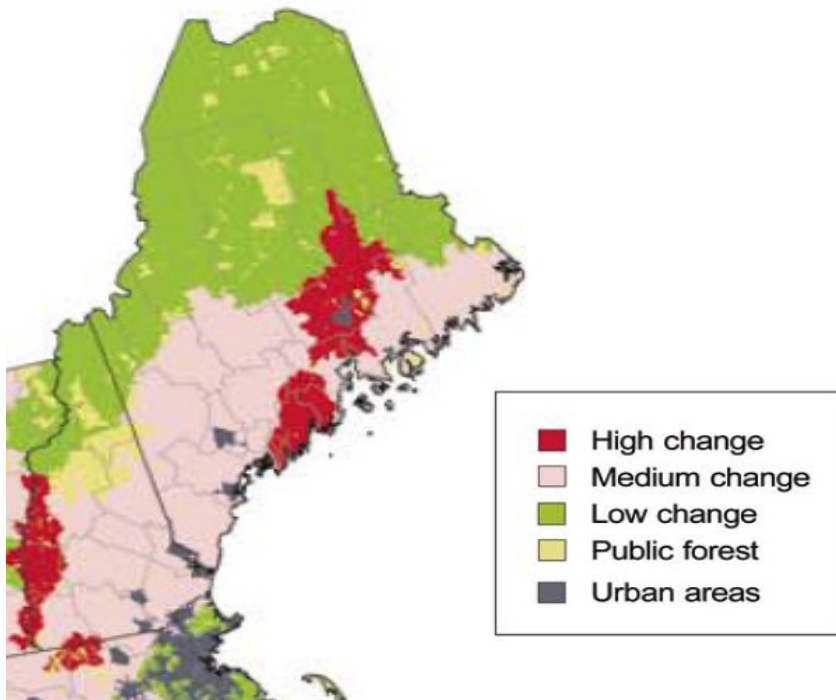 High change
Medium change
Low change
Public forest
Urban areas